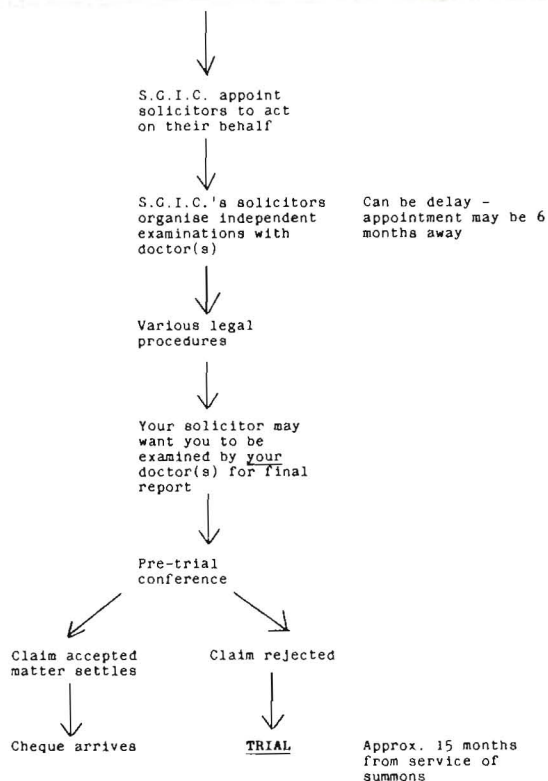 S.G.I.C. appoint
solicitors to act
on their behalf
S.G.I.C.'s solicitors
organise independent
examinations with
doctor(s)
Can be delay -
appointment may be 6
months away
Various legal
procedures
Your solicitor may
want you to be
examined by your
doctor(s) for final
report
Pre-trial
conference
Claim accepted
matter settles
Claim rejected
Cheque arrives
TRIAL
Approx. 15 months
from service of
summons